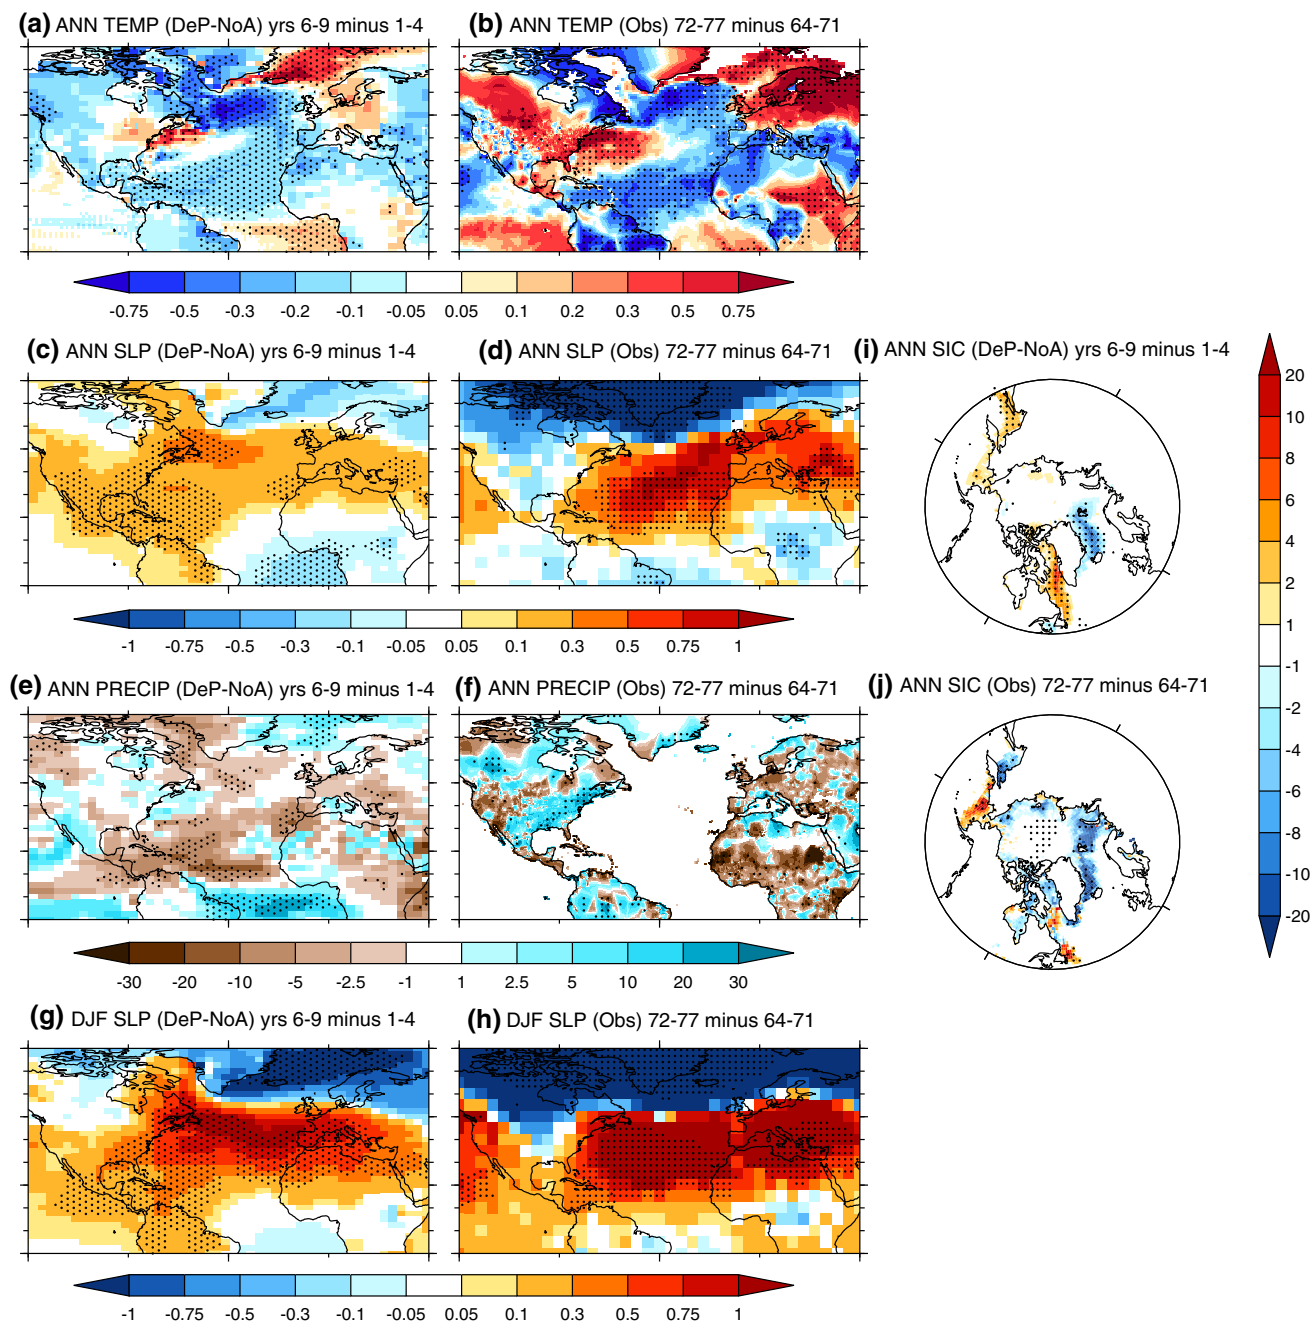 (a) ANN TEMP (DeP-NoA) yrs 6-9 minus 1-4
(b) ANN TEMP (Obs) 72-77 minus 64-71
-0.75 -0.5 -0.3 -0.2 -0.1 -0.05 0.05 0.1 0.2 0.3 0.5 0.75
(c) ANN SLP (DeP-NoA) yrs 6-9 minus 1-4
(d) ANN SLP (Obs) 72-77 minus 64-71
(i) ANN SIC (DeP-NoA) yrs 6-9 minus 1-4
-1 -0.75 -0.5 -0.3 -0.1 -0.05 0.05 0.1 0.3 0.5 0.75 1
20
10
8
6
4
2
1
-1
-2
-4
-6
-8
-10
-20
(e) ANN PRECIP (DeP-NoA) yrs 6-9 minus 1-4
(f) ANN PRECIP (Obs) 72-77 minus 64-71
(j) ANN SIC (Obs) 72-77 minus 64-71
-30 -20 -10 -5 -2.5 -1 1 2.5 5 10 20 30
(g) DJF SLP (DeP-NoA) yrs 6-9 minus 1-4
(h) DJF SLP (Obs) 72-77 minus 64-71
-1 -0.75 -0.5 -0.3 -0.1 -0.05 0.05 0.1 0.3 0.5 0.75 1